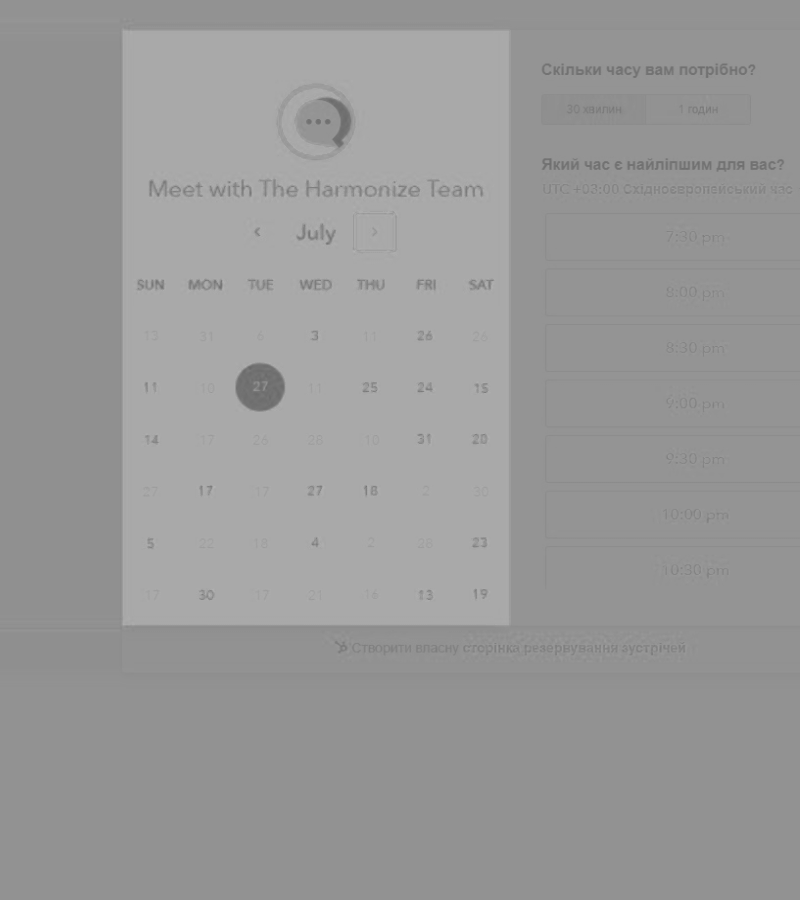 Meet with The Harmonize Team
July
SUN MON TUE WED THU FRI SAT
13 31 6 3 11 26 26
11 10 27 11 25 24 15
14 17 26 28 10 31 20
27 17 17 27 18 2 30
5 22 18 4 2 28 23
17 30 17 21 16 13 19
Скільки часу вам потрібно?
30 хвилин 1 годин
Який час є найліпшим для вас?
UTC +03:00 Східноєвропейський час
7:30 pm
8:00 pm
8:30 pm
9:00 pm
9:30 pm
10:00 pm
10:30 pm
Створити власну сторінка резервування зустрічей